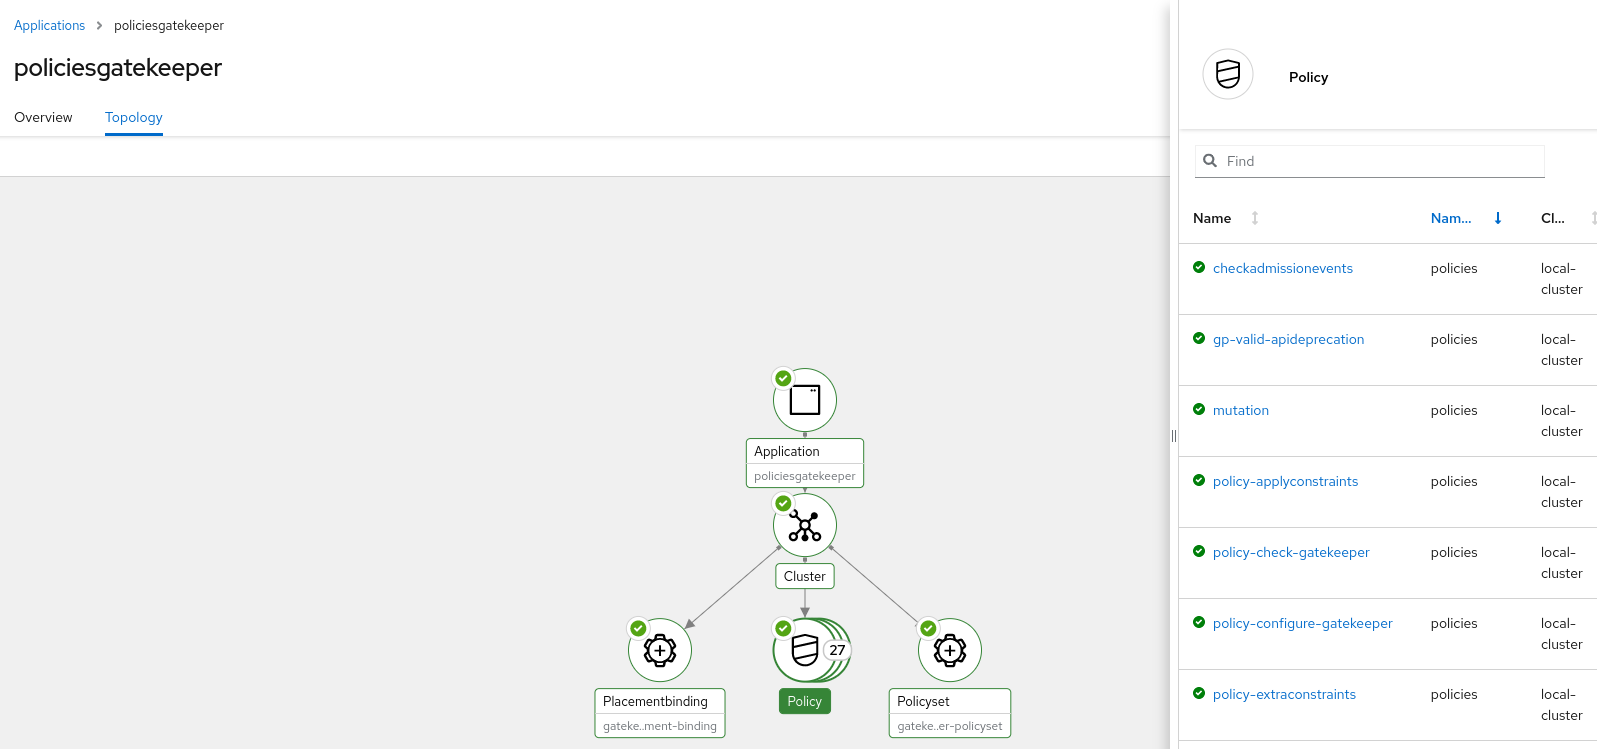 Applications > policiesgatekeeper
policiesgatekeeper
Overview Topology
Application
policiesgatekeeper
Cluster
27
Placementbinding
gateke..ment-binding
Policy
Policyset
gateke..er-policyset
Policy
Find
Name Nam... Cl...
checkadmissionevents policies local-
cluster
gp-valid-apideprecation policies local-
cluster
mutation policies local-
cluster
policy-applyconstraints policies local-
cluster
policy-check-gatekeeper policies local-
cluster
policy-configure-gatekeeper policies local-
cluster
policy-extraconstraints policies local-
cluster